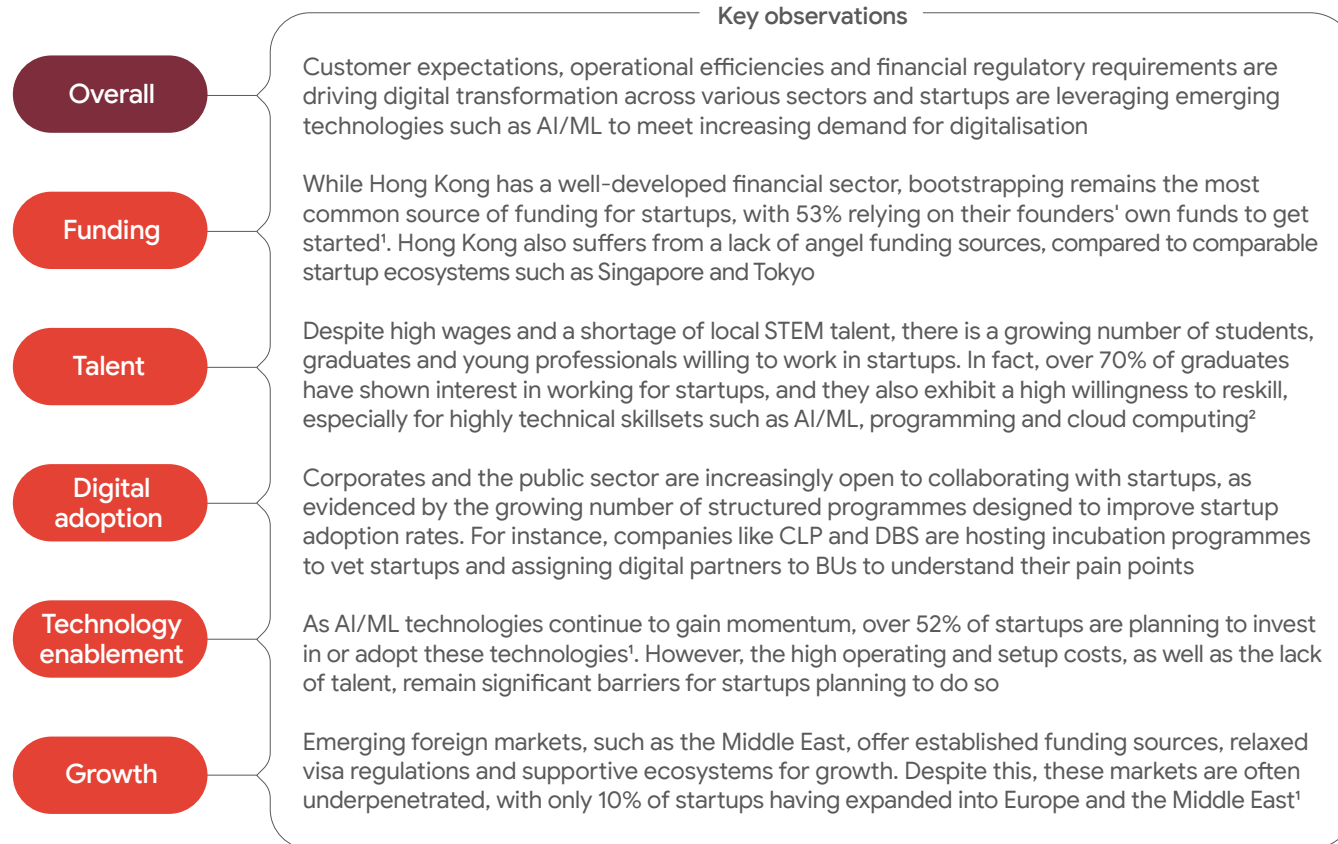 Key observations
Overall
Customer expectations, operational efficiencies and financial regulatory requirements are
driving digital transformation across various sectors and startups are leveraging emerging
technologies such as AI/ML to meet increasing demand for digitalisation
Funding
While Hong Kong has a well-developed financial sector, bootstrapping remains the most
common source of funding for startups, with 53% relying on their founders' own funds to get
started¹. Hong Kong also suffers from a lack of angel funding sources, compared to comparable
startup ecosystems such as Singapore and Tokyo
Talent
Despite high wages and a shortage of local STEM talent, there is a growing number of students,
graduates and young professionals willing to work in startups. In fact, over 70% of graduates
have shown interest in working for startups, and they also exhibit a high willingness to reskill,
especially for highly technical skillsets such as AI/ML, programming and cloud computing²
Digital
adoption
Corporates and the public sector are increasingly open to collaborating with startups, as
evidenced by the growing number of structured programmes designed to improve startup
adoption rates. For instance, companies like CLP and DBS are hosting incubation programmes
to vet startups and assigning digital partners to BUs to understand their pain points
Technology
enablement
As AI/ML technologies continue to gain momentum, over 52% of startups are planning to invest
in or adopt these technologies¹. However, the high operating and setup costs, as well as the lack
of talent, remain significant barriers for startups planning to do so
Growth
Emerging foreign markets, such as the Middle East, offer established funding sources, relaxed
visa regulations and supportive ecosystems for growth. Despite this, these markets are often
underpenetrated, with only 10% of startups having expanded into Europe and the Middle East¹